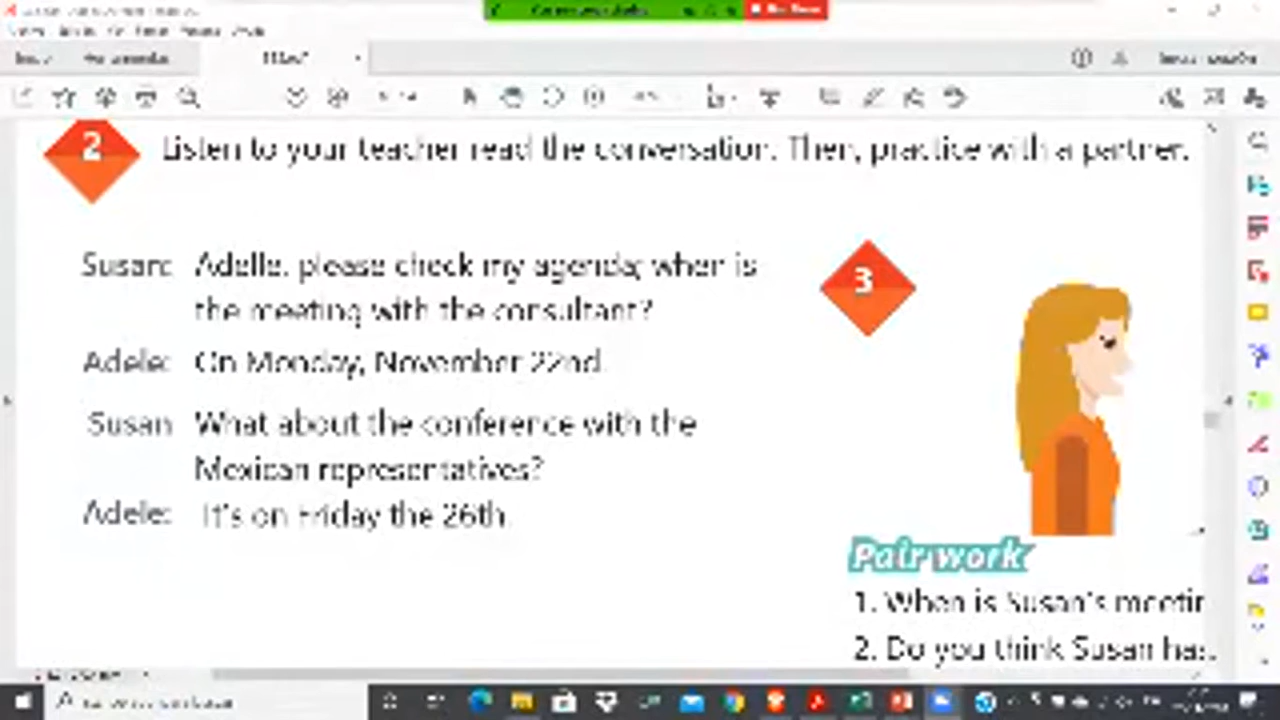 2
Listen to your teacher read the conversation. Then, practice with a partner.
Susan: Adelle, please check my agenda; when is
the meeting with the consultant?
Adele: On Monday, November 22nd.
Susan What about the conference with the
Mexican representatives?
Adele: It's on Friday the 26th.
3
Pair work
1. When is Susan's meetin
2. Do you think Susan has